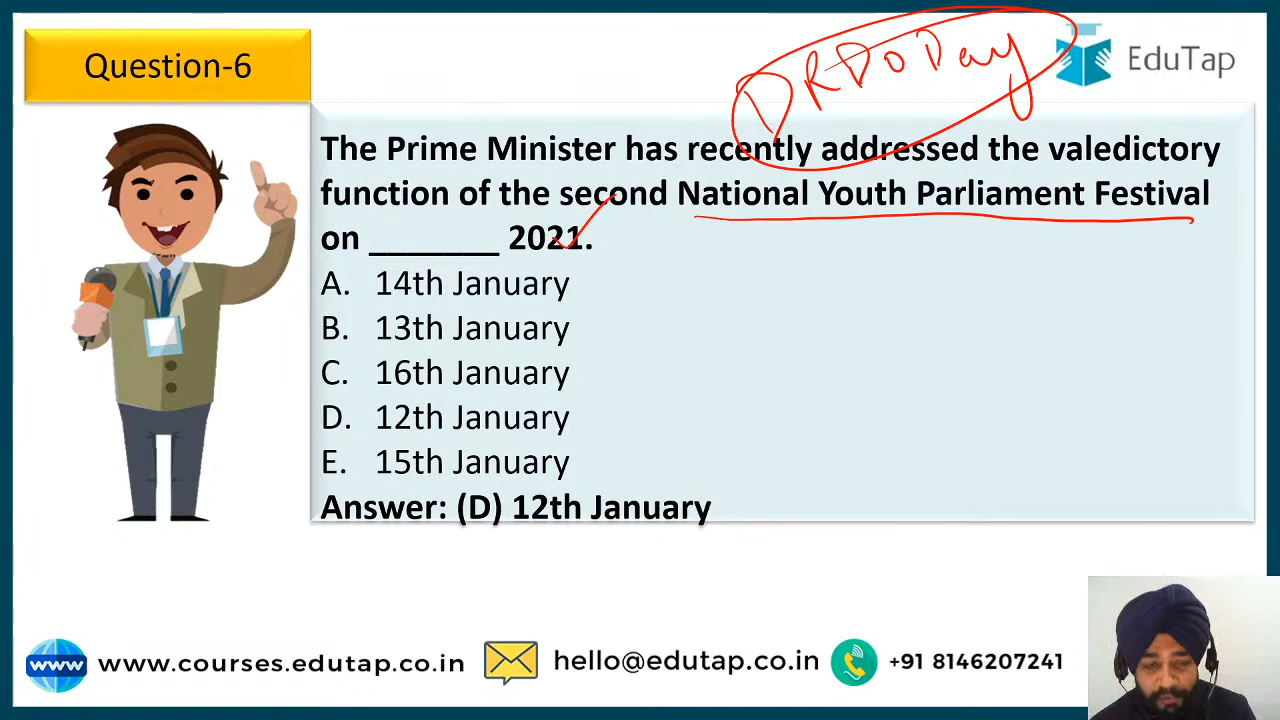 Question-6
DRDO Day
EduTap
The Prime Minister has recently addressed the valedictory
function of the second National Youth Parliament Festival
on _______ 2021.
A. 14th January
B. 13th January
C. 16th January
D. 12th January
E. 15th January
Answer: (D) 12th January
www www.courses.edutap.co.in hello@edutap.co.in +91 8146207241